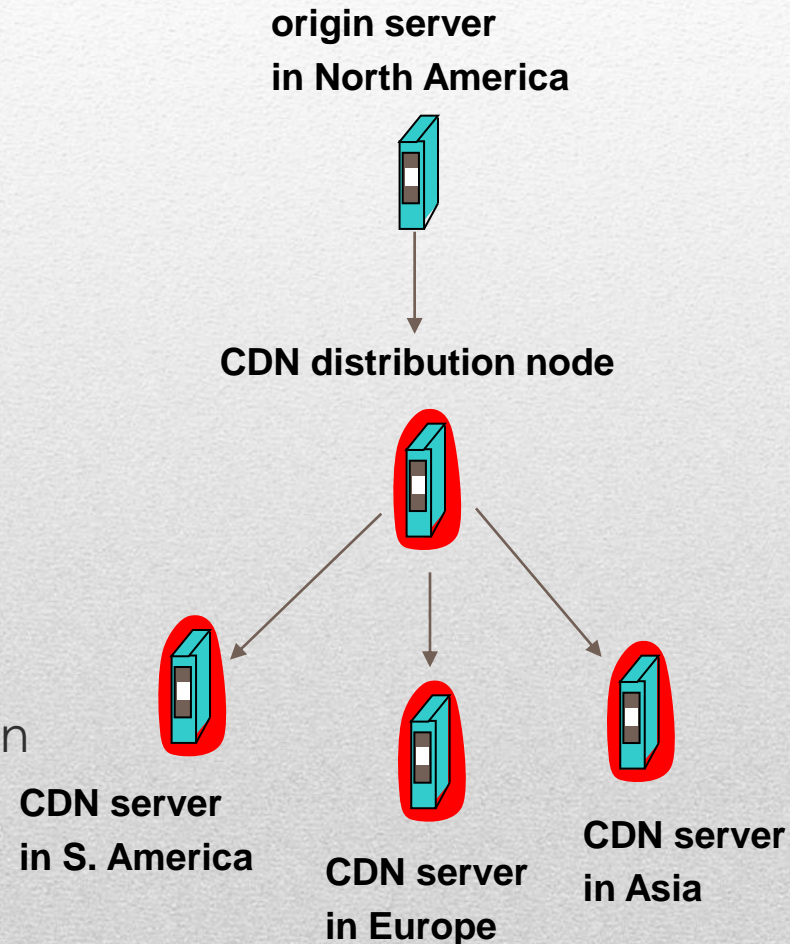 origin server
in North America
CDN distribution node
n
CDN server
in S. America
CDN server
in Europe
CDN server
in Asia